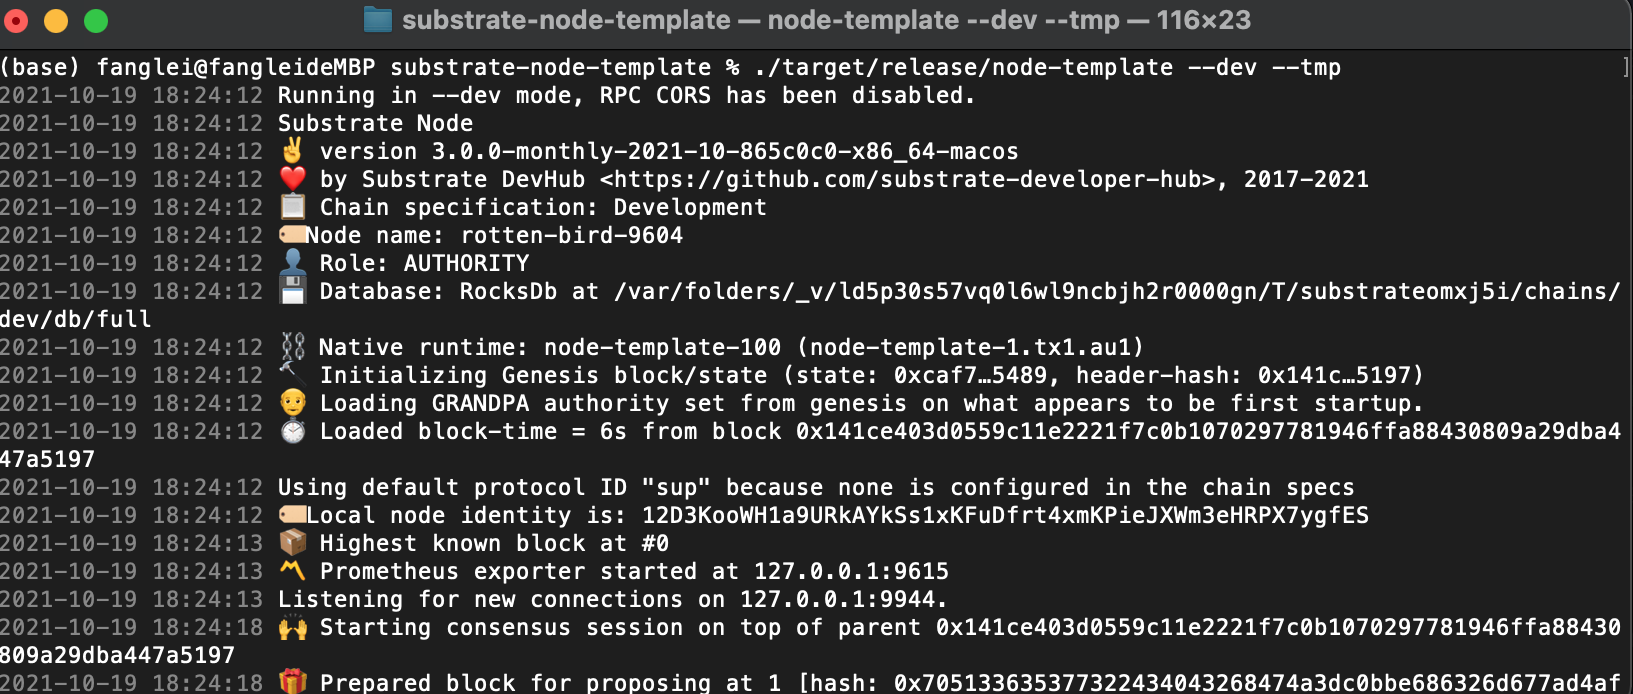 substrate-node-template — node-template --dev --tmp — 116×23
(base) fanglei@fangleideMBP substrate-node-template % ./target/release/node-template --dev --tmp ]
2021-10-19 18:24:12 Running in --dev mode, RPC CORS has been disabled.
2021-10-19 18:24:12 Substrate Node
2021-10-19 18:24:12 ✌️ version 3.0.0-monthly-2021-10-865c0c0-x86_64-macos
2021-10-19 18:24:12 ❤️ by Substrate DevHub <https://github.com/substrate-developer-hub>, 2017-2021
2021-10-19 18:24:12 📋 Chain specification: Development
2021-10-19 18:24:12 🏷 Node name: rotten-bird-9604
2021-10-19 18:24:12 👤 Role: AUTHORITY
2021-10-19 18:24:12 💾 Database: RocksDb at /var/folders/_v/ld5p30s57vq0l6wl9ncbjh2r0000gn/T/substrateomxj5i/chains/
dev/db/full
2021-10-19 18:24:12 ⛓ Native runtime: node-template-100 (node-template-1.tx1.au1)
2021-10-19 18:24:12 🔨 Initializing Genesis block/state (state: 0xcaf7…5489, header-hash: 0x141c…5197)
2021-10-19 18:24:12 👴 Loading GRANDPA authority set from genesis on what appears to be first startup.
2021-10-19 18:24:12 ⏱ Loaded block-time = 6s from block 0x141ce403d0559c11e2221f7c0b1070297781946ffa88430809a29dba4
47a5197
2021-10-19 18:24:12 Using default protocol ID "sup" because none is configured in the chain specs
2021-10-19 18:24:12 🏷 Local node identity is: 12D3KooWH1a9URkAYkSs1xKFuDfrt4xmKPieJXWm3eHRPX7ygfES
2021-10-19 18:24:13 📦 Highest known block at #0
2021-10-19 18:24:13 〽️ Prometheus exporter started at 127.0.0.1:9615
2021-10-19 18:24:13 Listening for new connections on 127.0.0.1:9944.
2021-10-19 18:24:18 🙌 Starting consensus session on top of parent 0x141ce403d0559c11e2221f7c0b1070297781946ffa88430
809a29dba447a5197
2021-10-19 18:24:18 🎁 Prepared block for proposing at 1 [hash: 0x7051336353773224340432684​74a3dc0bbe686326d677ad4af